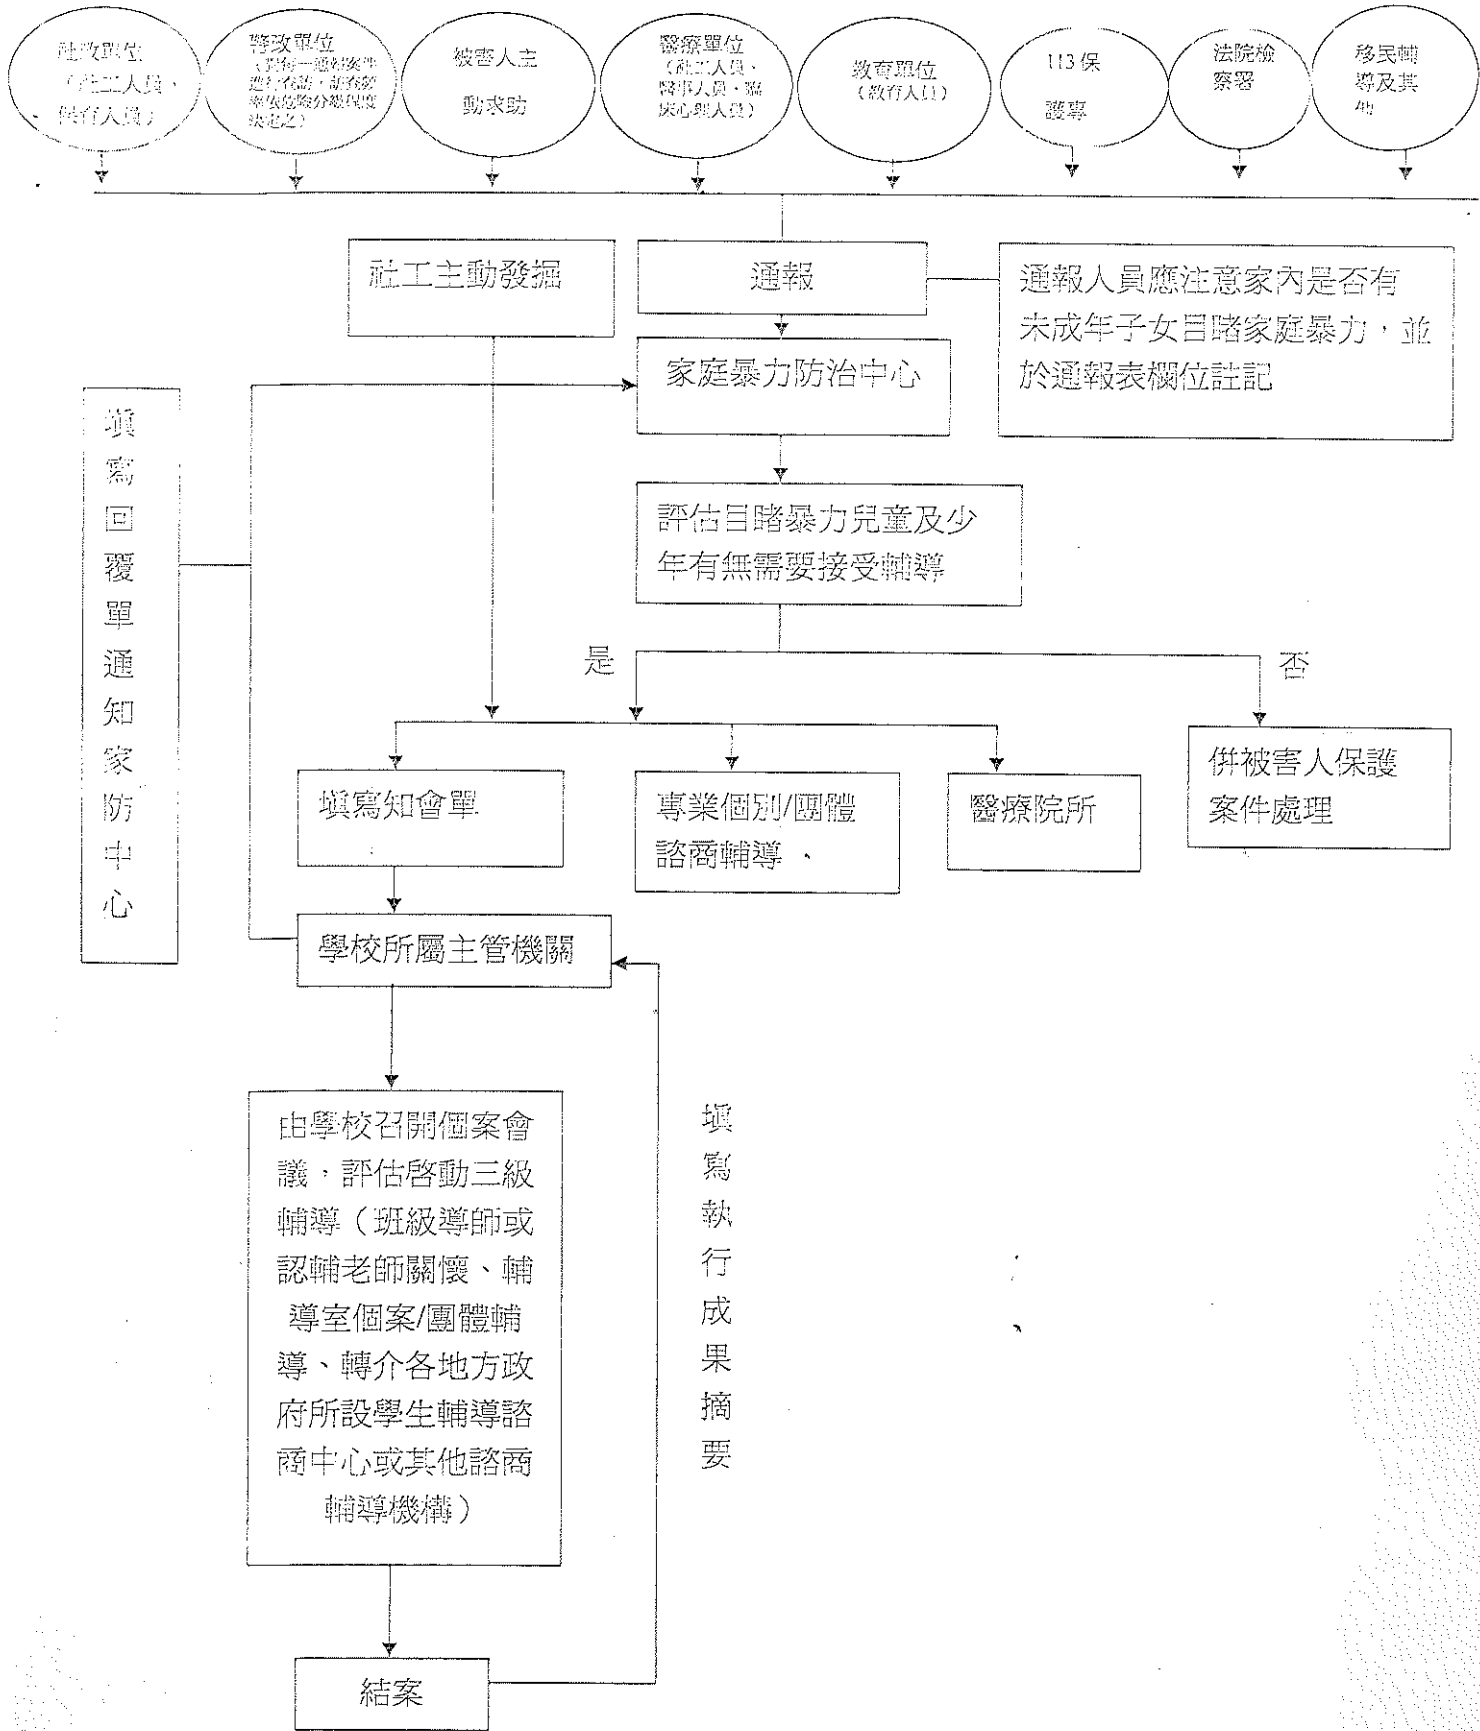 社政單位
(社工人員、
保育人員)
警政單位
被害人主
動求助
醫療單位
(社工人員、
醫事人員、臨
床心理人員)
教育單位
(教育人員)
113保
護專
法院檢
察署
移民輔
導及其
他
社工主動發掘
通報
通報人員應注意家內是否有
未成年子女目睹家庭暴力，並
於通報表欄位註記
家庭暴力防治中心
填寫回覆單通知家防中心
評估目睹暴力兒童及少
年有無需要接受輔導
是
否
填寫知會單
專業個別/團體
諮商輔導
醫療院所
併被害人保護
案件處理
學校所屬主管機關
由學校召開個案會
議，評估啓動三級
輔導（班級導師或
認輔老師關懷、輔
導室個案/團體輔
導、轉介各地方政
府所設學生輔導諮
商中心或其他諮商
輔導機構）
填寫執行成果摘要
結案